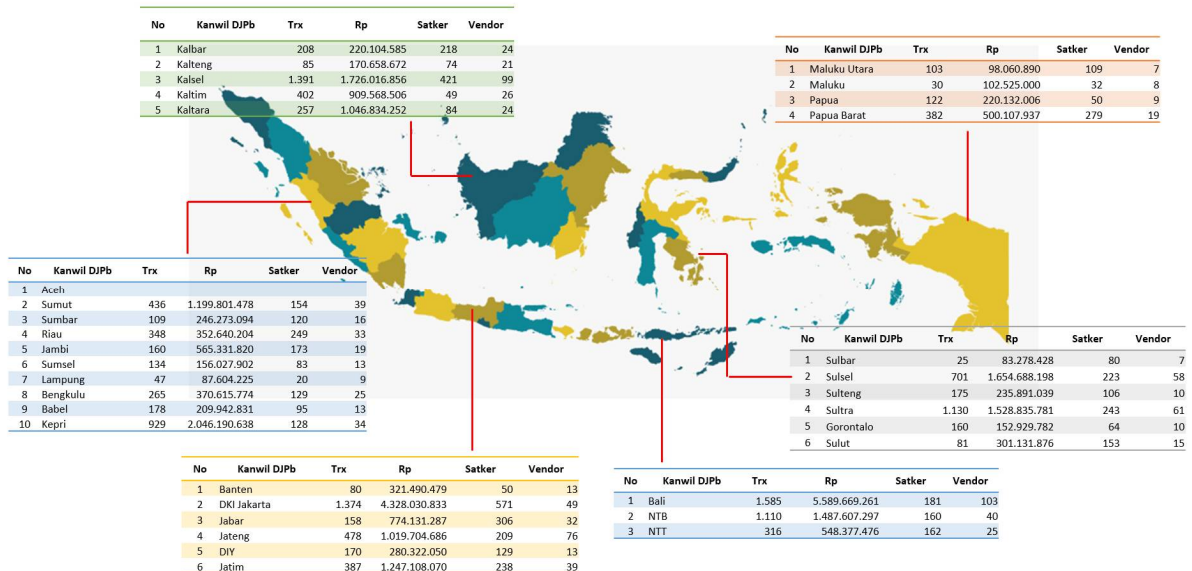 No Kanwil DJPb Trx Rp Satker Vendor
1 Kalbar 208 220.104.585 218 24
2 Kalteng 85 170.658.672 74 21
3 Kalsel 1.391 1.726.016.856 421 99
4 Kaltim 402 909.568.506 49 26
5 Kaltara 257 1.046.834.252 84 24
No Kanwil DJPb Trx Rp Satker Vendor
1 Maluku Utara 103 98.060.890 109 7
2 Maluku 30 102.525.000 32 8
3 Papua 122 220.132.006 50 9
4 Papua Barat 382 500.107.937 279 19
No Kanwil DJPb Trx Rp Satker Vendor
1 Aceh
2 Sumut 436 1.199.801.478 154 39
3 Sumbar 109 246.273.094 120 16
4 Riau 348 352.640.204 249 33
5 Jambi 160 565.331.820 173 19
6 Sumsel 134 156.027.902 83 13
7 Lampung 47 87.604.225 20 9
8 Bengkulu 265 370.615.774 129 25
9 Babel 178 209.942.831 95 13
10 Kepri 929 2.046.190.638 128 34
No Kanwil DJPb Trx Rp Satker Vendor
1 Sulbar 25 83.278.428 80 7
2 Sulsel 701 1.654.688.198 223 58
3 Sulteng 175 235.891.039 106 10
4 Sultra 1.130 1.528.835.781 243 61
5 Gorontalo 160 152.929.782 64 10
6 Sulut 81 301.131.876 153 15
No Kanwil DJPb Trx Rp Satker Vendor
1 Banten 80 321.490.479 50 13
2 DKI Jakarta 1.374 4.328.030.833 571 49
3 Jabar 158 774.131.287 306 32
4 Jateng 478 1.019.704.686 209 76
5 DIY 170 280.322.050 129 13
6 Jatim 387 1.247.108.070 238 39
No Kanwil DJPb Trx Rp Satker Vendor
1 Bali 1.585 5.589.669.261 181 103
2 NTB 1.110 1.487.607.297 160 40
3 NTT 316 548.377.476 162 25